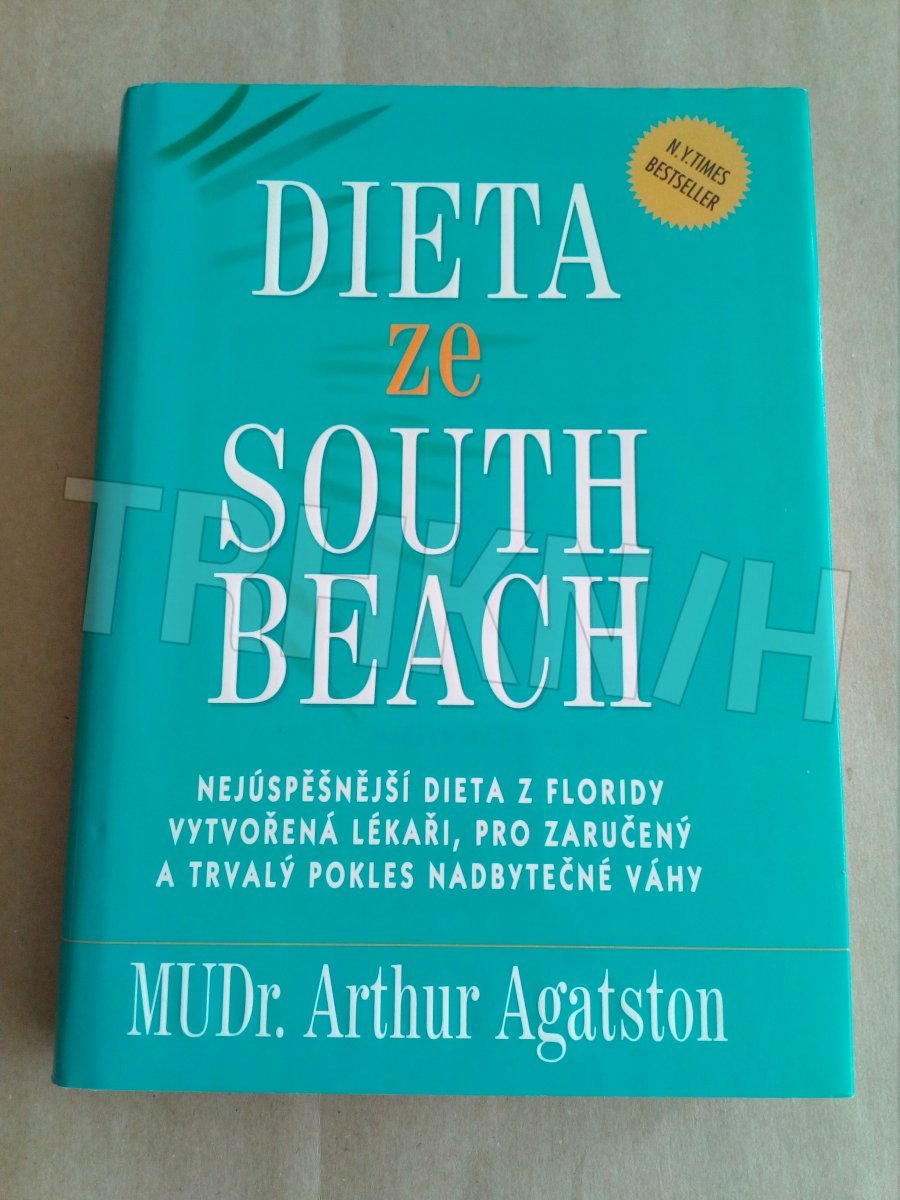 N.Y. TIMES
BESTSELLER
DIETA
ze
SOUTH
BEACH
TRHKNIH
NEJÚSPĚŠNĚJŠÍ DIETA Z FLORIDY
VYTVOŘENÁ LÉKAŘI, PRO ZARUČENÝ
A TRVALÝ POKLES NADBYTEČNÉ VÁHY
MUDr. Arthur Agatston